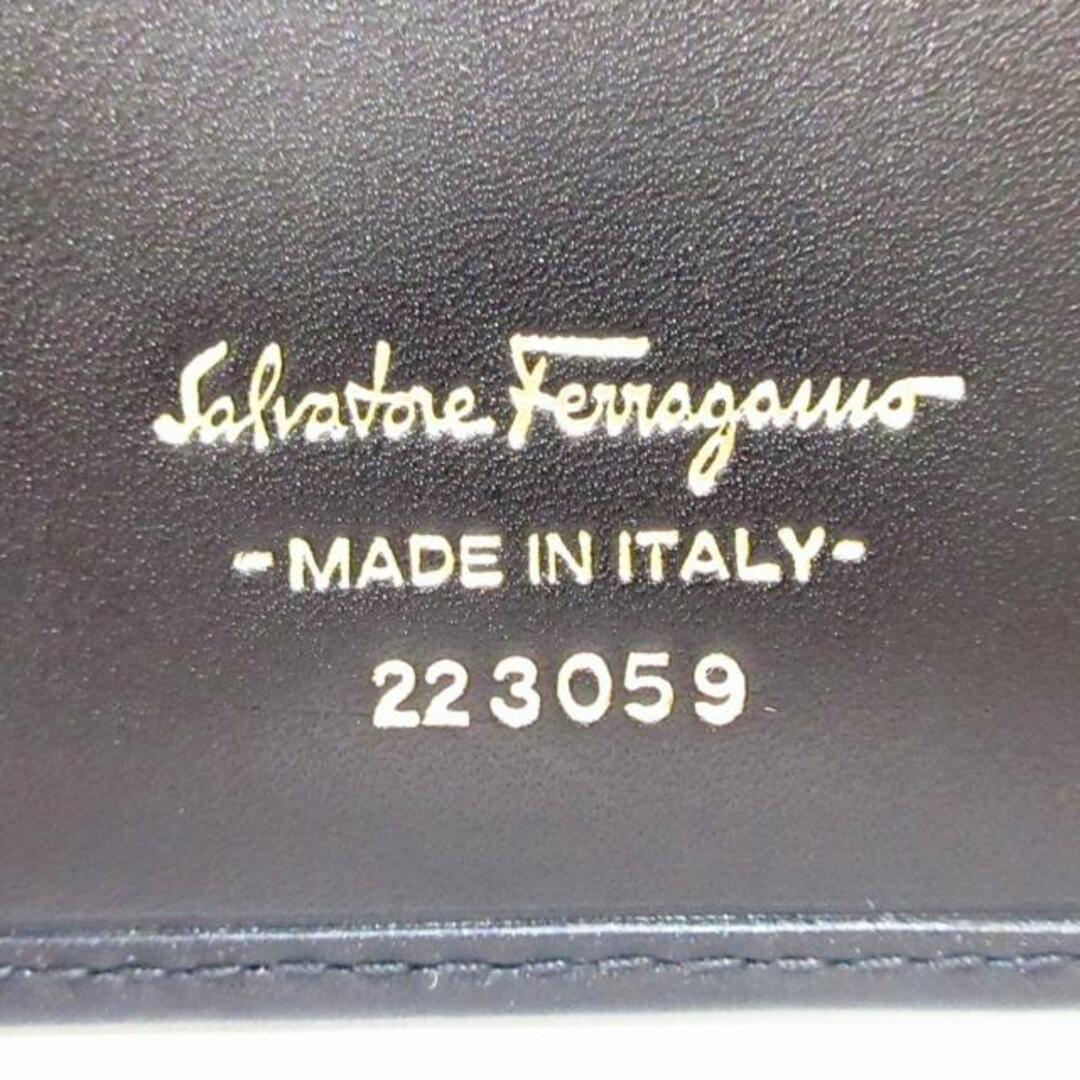 Salvatore Ferragamo
-MADE IN ITALY-
223059